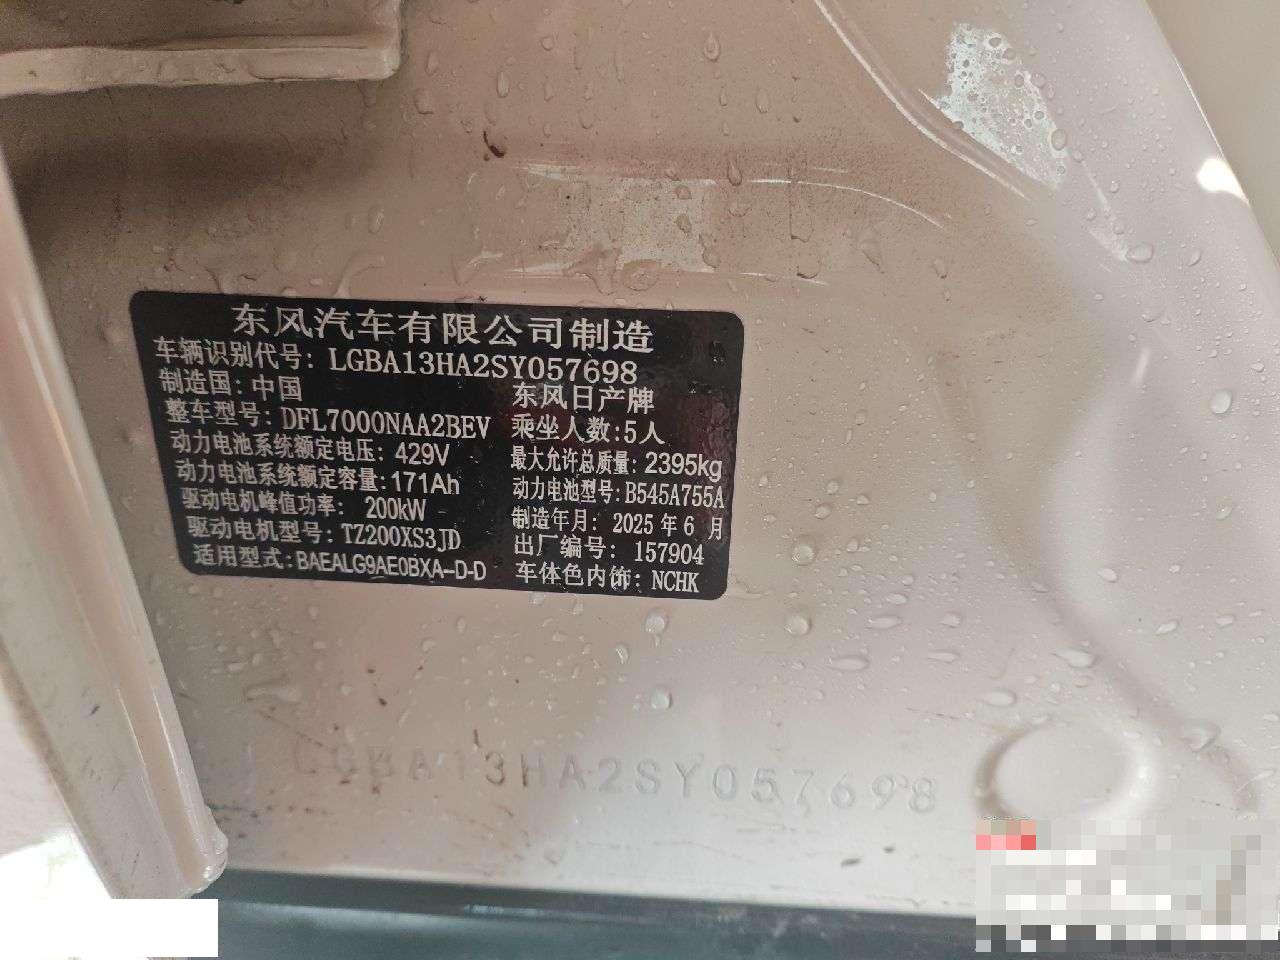 东风汽车有限公司制造
车辆识别代号: LGBA13HA2SY057698
制造国: 中国 东风日产牌
整车型号: DFL7000NAA2BEV 乘坐人数:5人
动力电池系统额定电压: 429V 最大允许总质量: 2395kg
动力电池系统额定容量:171Ah 动力电池型号:B545A755A
驱动电机峰值功率: 200kW 制造年月: 2025年6月
驱动电机型号: TZ200XS3JD 出厂编号: 157904
适用型式:BAEALG9AE0BXA-D-D 车体色内饰: NCHK
LGBA13HA2SY057698